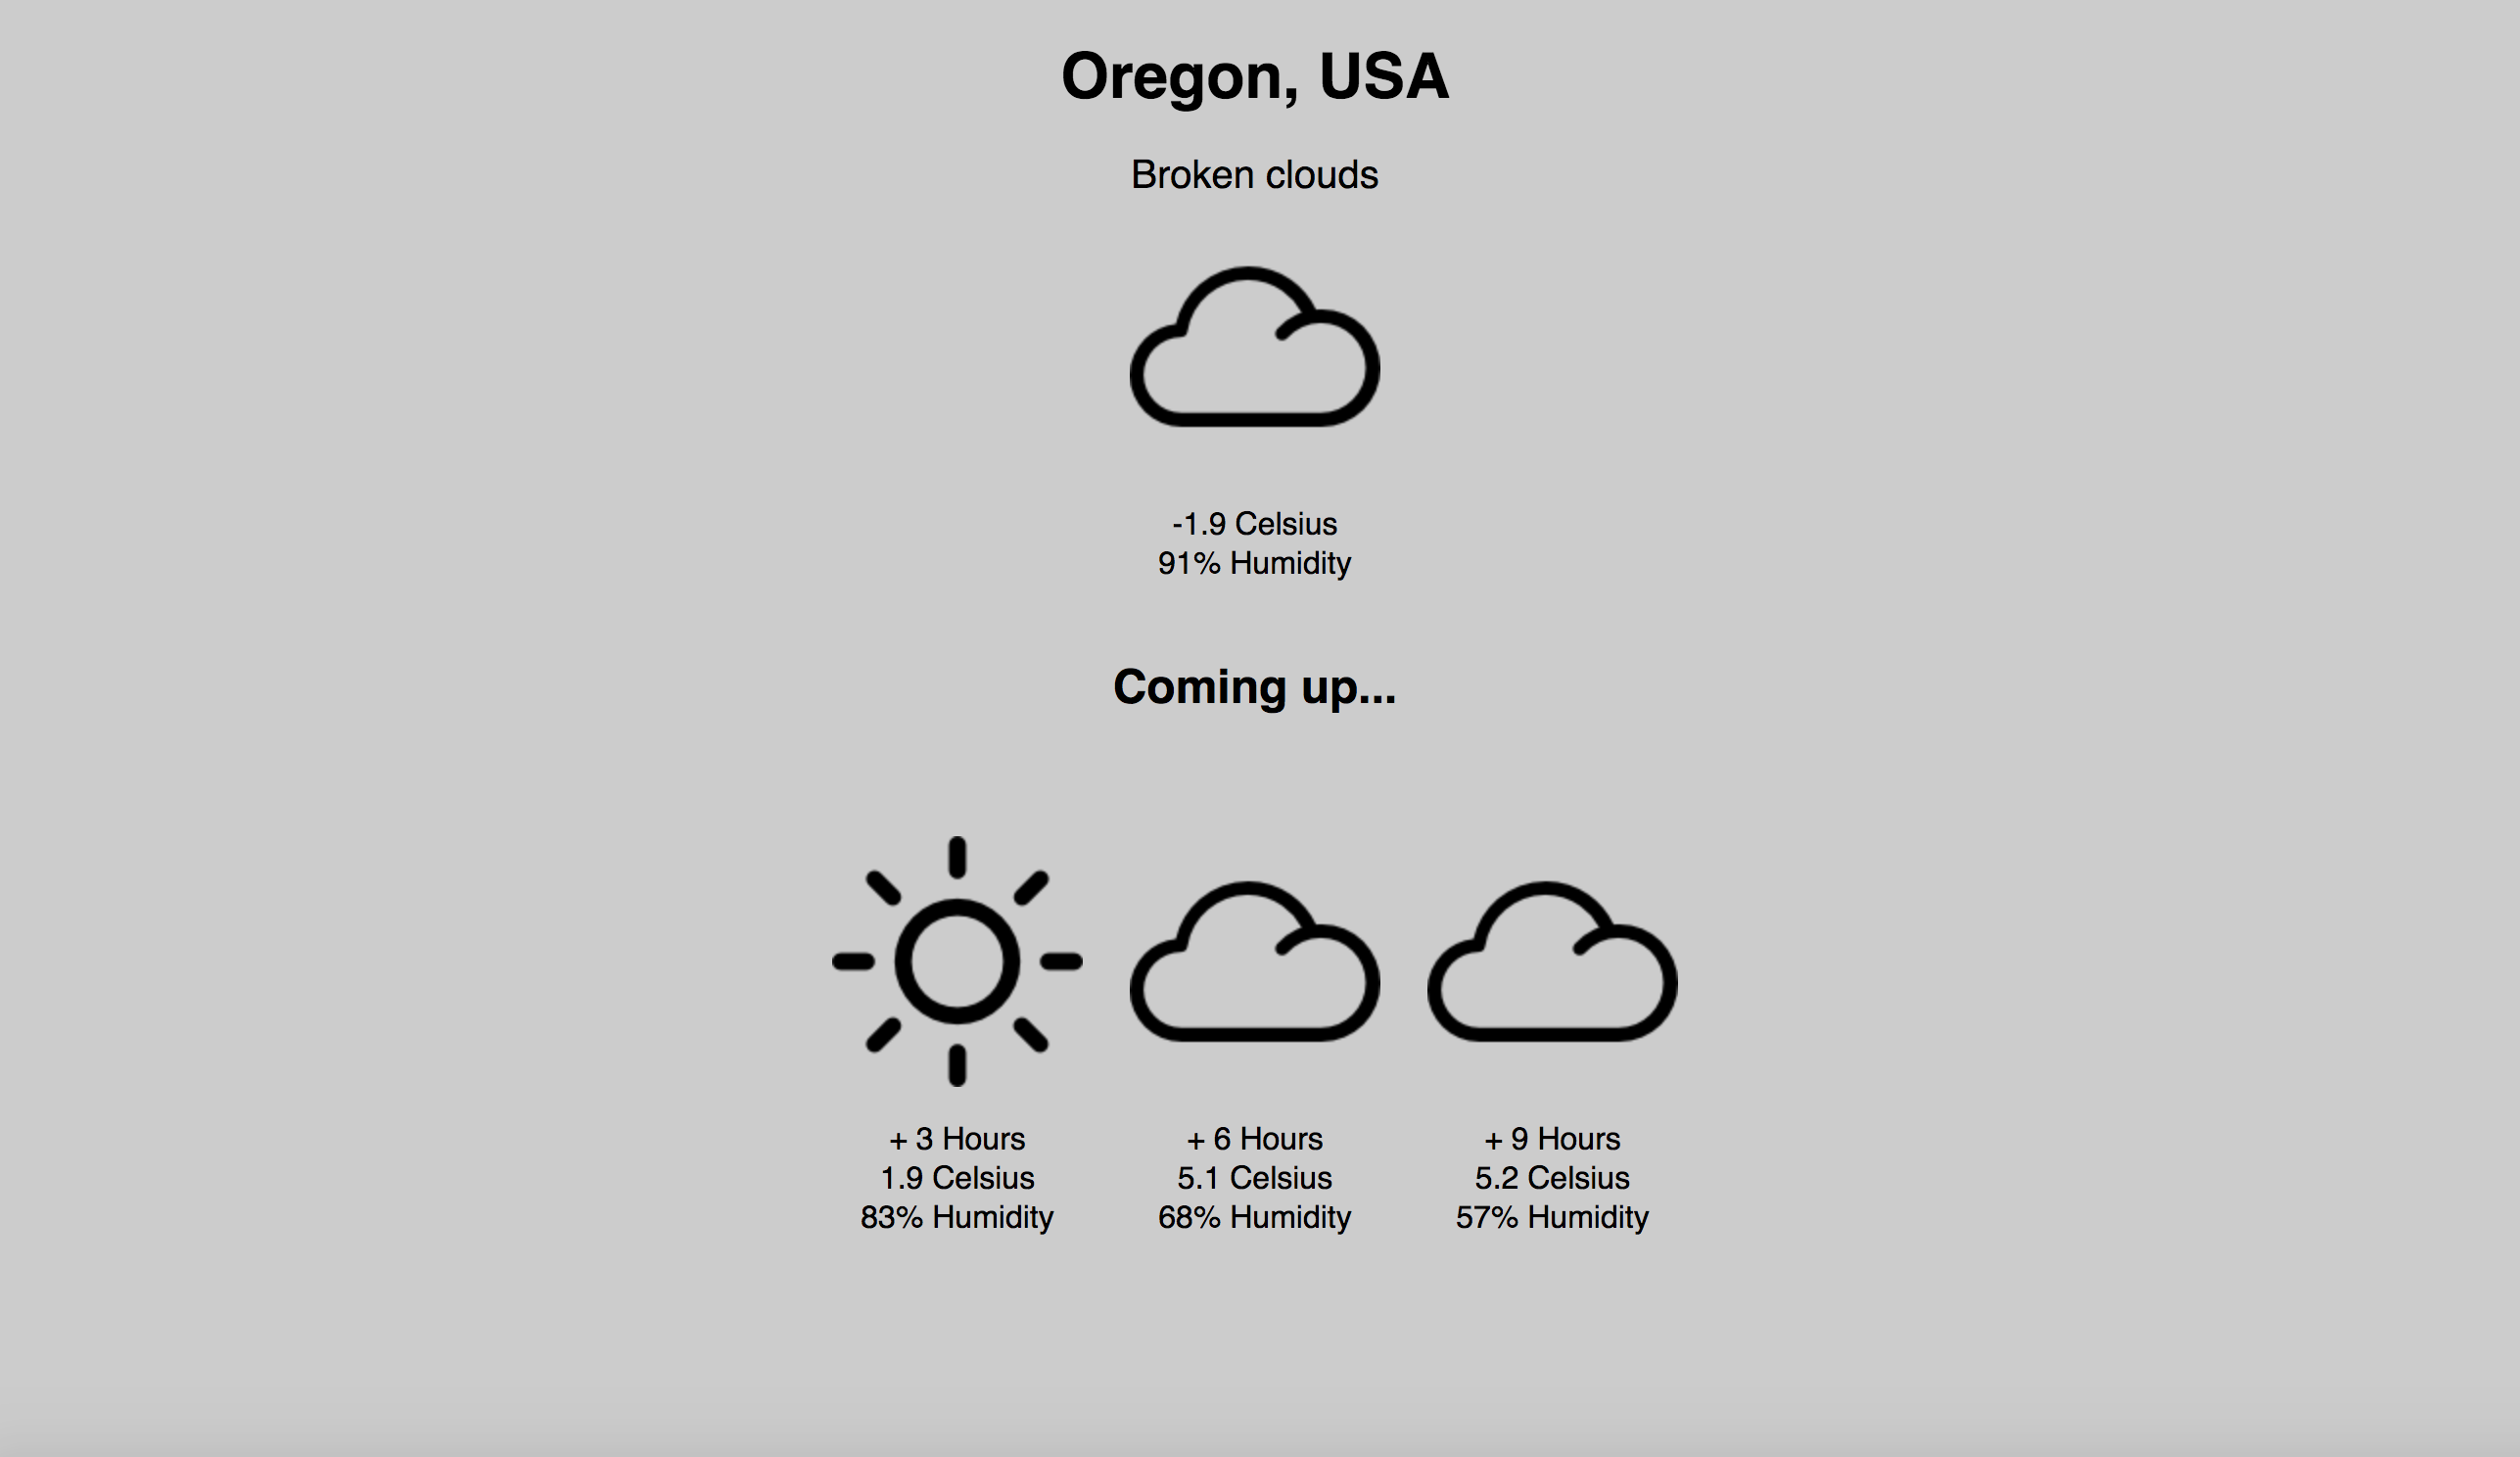 Oregon, USA
Broken clouds
-1.9 Celsius
91% Humidity
Coming up...
+ 3 Hours
1.9 Celsius
83% Humidity
+ 6 Hours
5.1 Celsius
68% Humidity
+ 9 Hours
5.2 Celsius
57% Humidity